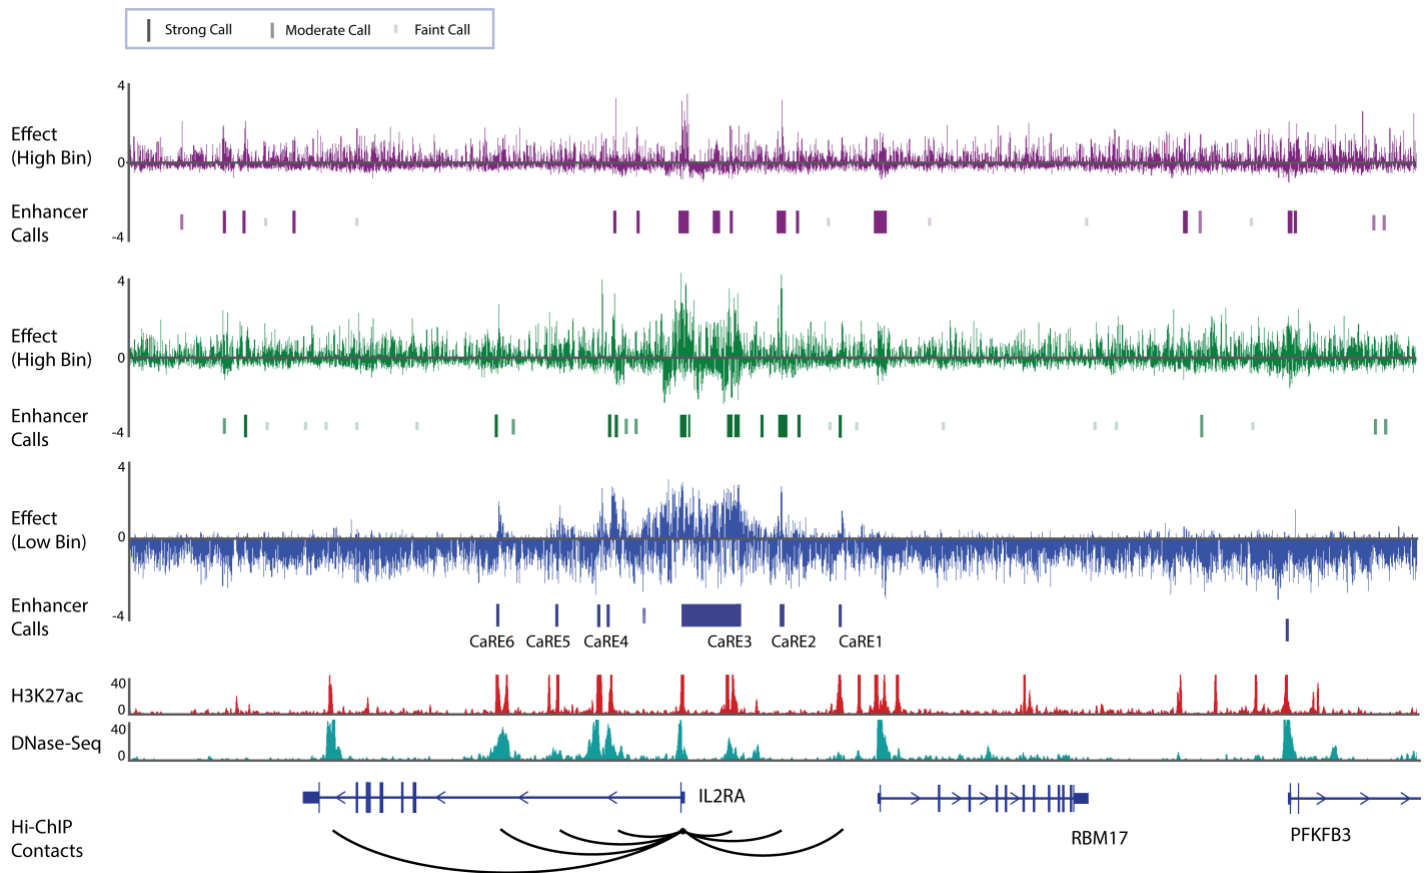 Strong Call
Moderate Call
Faint Call
4
Effect
(High Bin)
0
Enhancer
Calls
-4
4
Effect
(High Bin)
0
Enhancer
Calls
-4
4
Effect
(Low Bin)
0
Enhancer
Calls
-4
CaRE6 CaRE5 CaRE4 CaRE3 CaRE2 CaRE1
H3K27ac
40
0
DNase-Seq
40
0
IL2RA
Hi-ChIP
Contacts
RBM17
PFKFB3